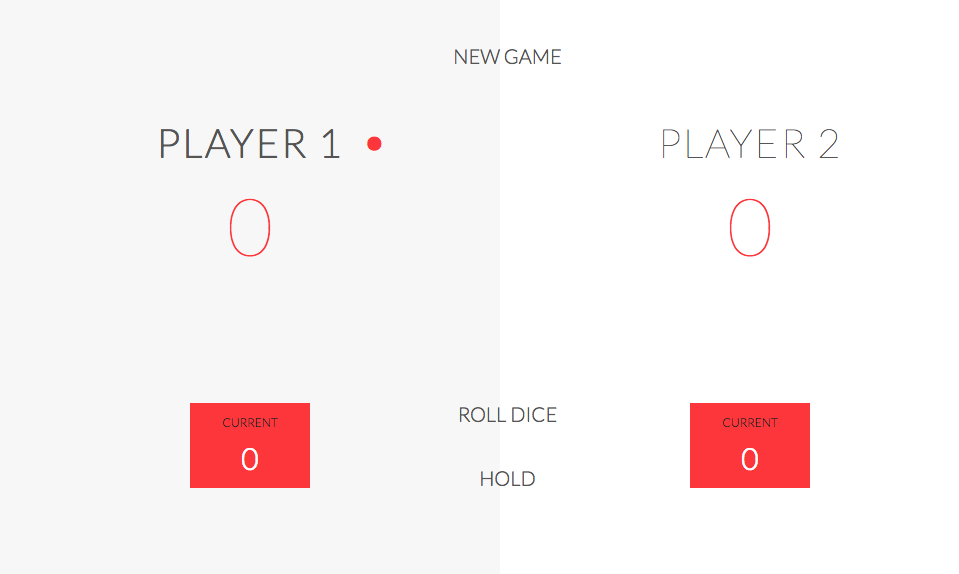 NEW GAME
PLAYER 1
PLAYER 2
0
0
CURRENT
0
ROLL DICE
HOLD
CURRENT
0